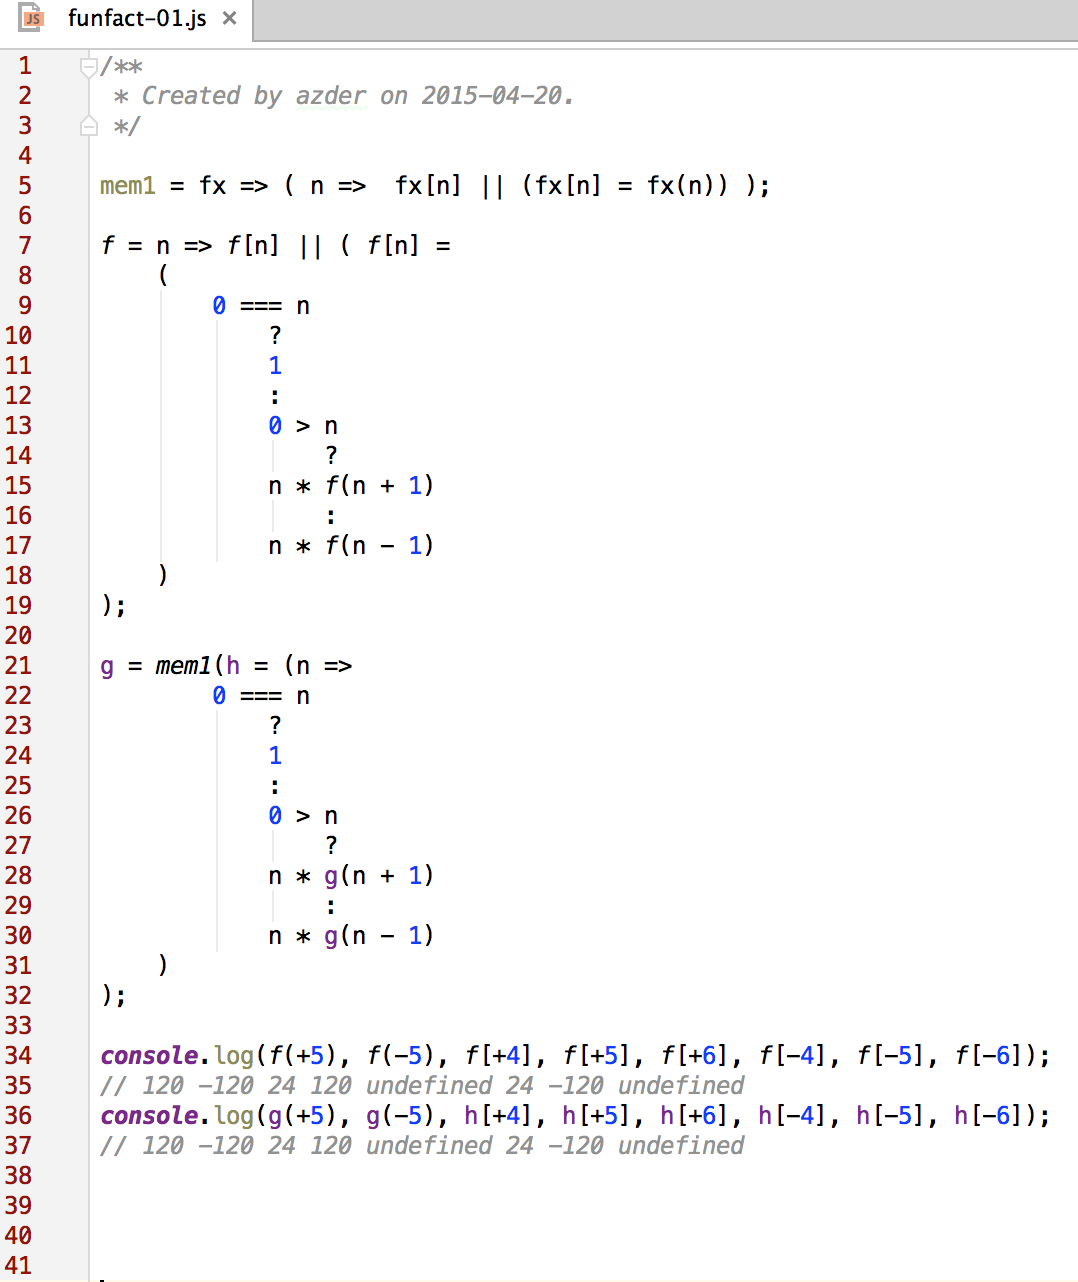 JS funfact-01.js ×
1 /**
2  * Created by azder on 2015-04-20.
3  */
4
5 mem1 = fx => ( n =>  fx[n] || (fx[n] = fx(n)) );
6
7 f = n => f[n] || ( f[n] =
8     (
9         0 === n
10             ?
11             1
12             :
13             0 > n
14                 ?
15             n * f(n + 1)
16                 :
17             n * f(n - 1)
18     )
19 );
20
21 g = mem1(h = (n =>
22         0 === n
23             ?
24             1
25             :
26             0 > n
27                 ?
28             n * g(n + 1)
29                 :
30             n * g(n - 1)
31     )
32 );
33
34 console.log(f(+5), f(-5), f[+4], f[+5], f[+6], f[-4], f[-5], f[-6]);
35 // 120 -120 24 120 undefined 24 -120 undefined
36 console.log(g(+5), g(-5), h[+4], h[+5], h[+6], h[-4], h[-5], h[-6]);
37 // 120 -120 24 120 undefined 24 -120 undefined
38
39
40
41